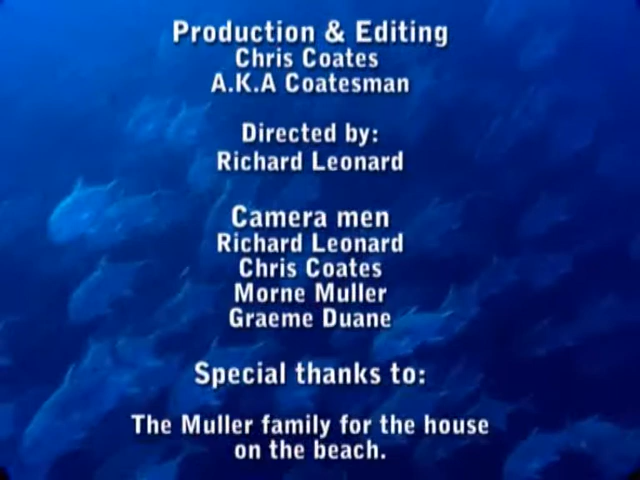 Production & Editing
Chris Coates
A.K.A Coatesman
Directed by:
Richard Leonard
Camera men
Richard Leonard
Chris Coates
Morne Muller
Graeme Duane
Special thanks to:
The Muller family for the house
on the beach.